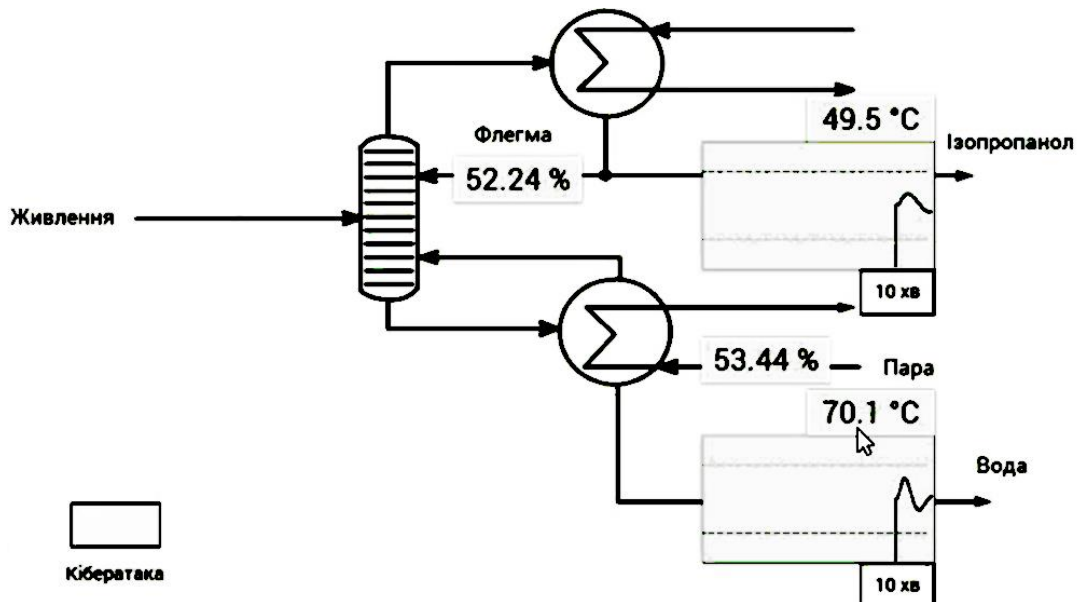 49.5 °C
Флегма
Ізопропанол
52.24 %
Живлення
10 хв
53.44 %
Пара
70.1 °C
Вода
Кібератака
10 хв